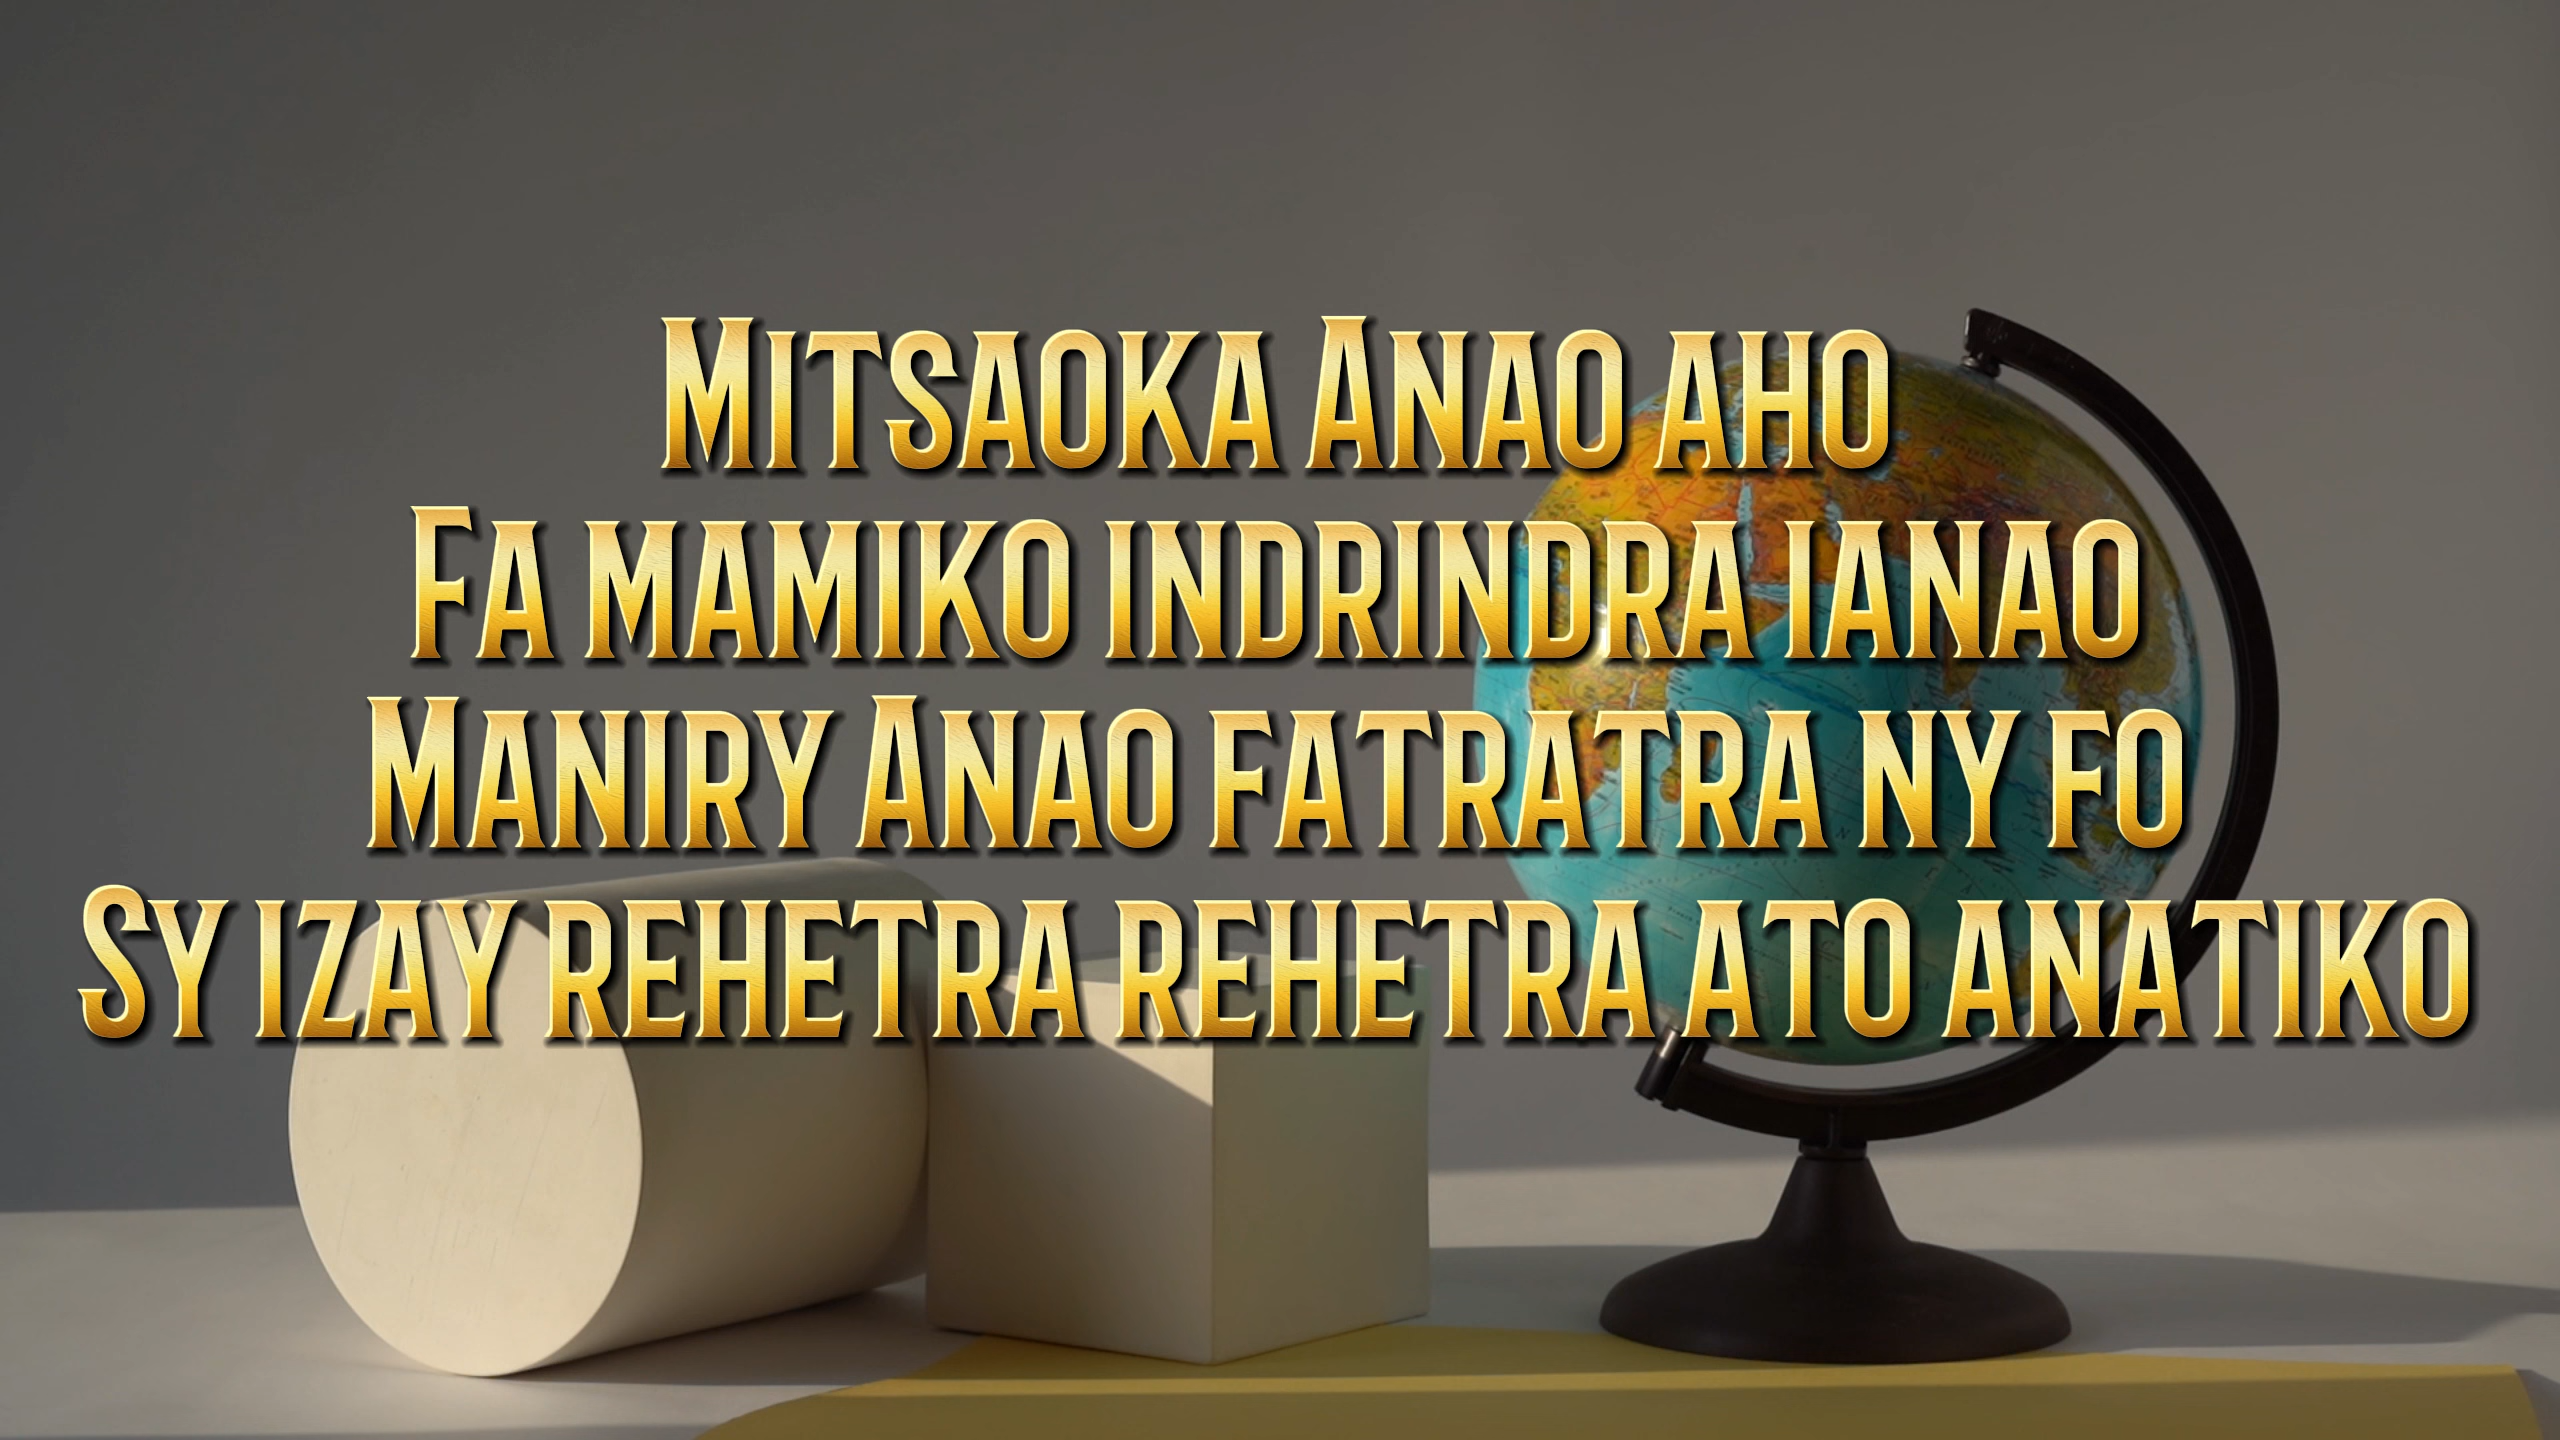 Mitsaoka Anao aho
Fa mamiko indrindra ianao
Maniry Anao fatratra ny fo
Sy izay rehetra rehetra ato anatiko